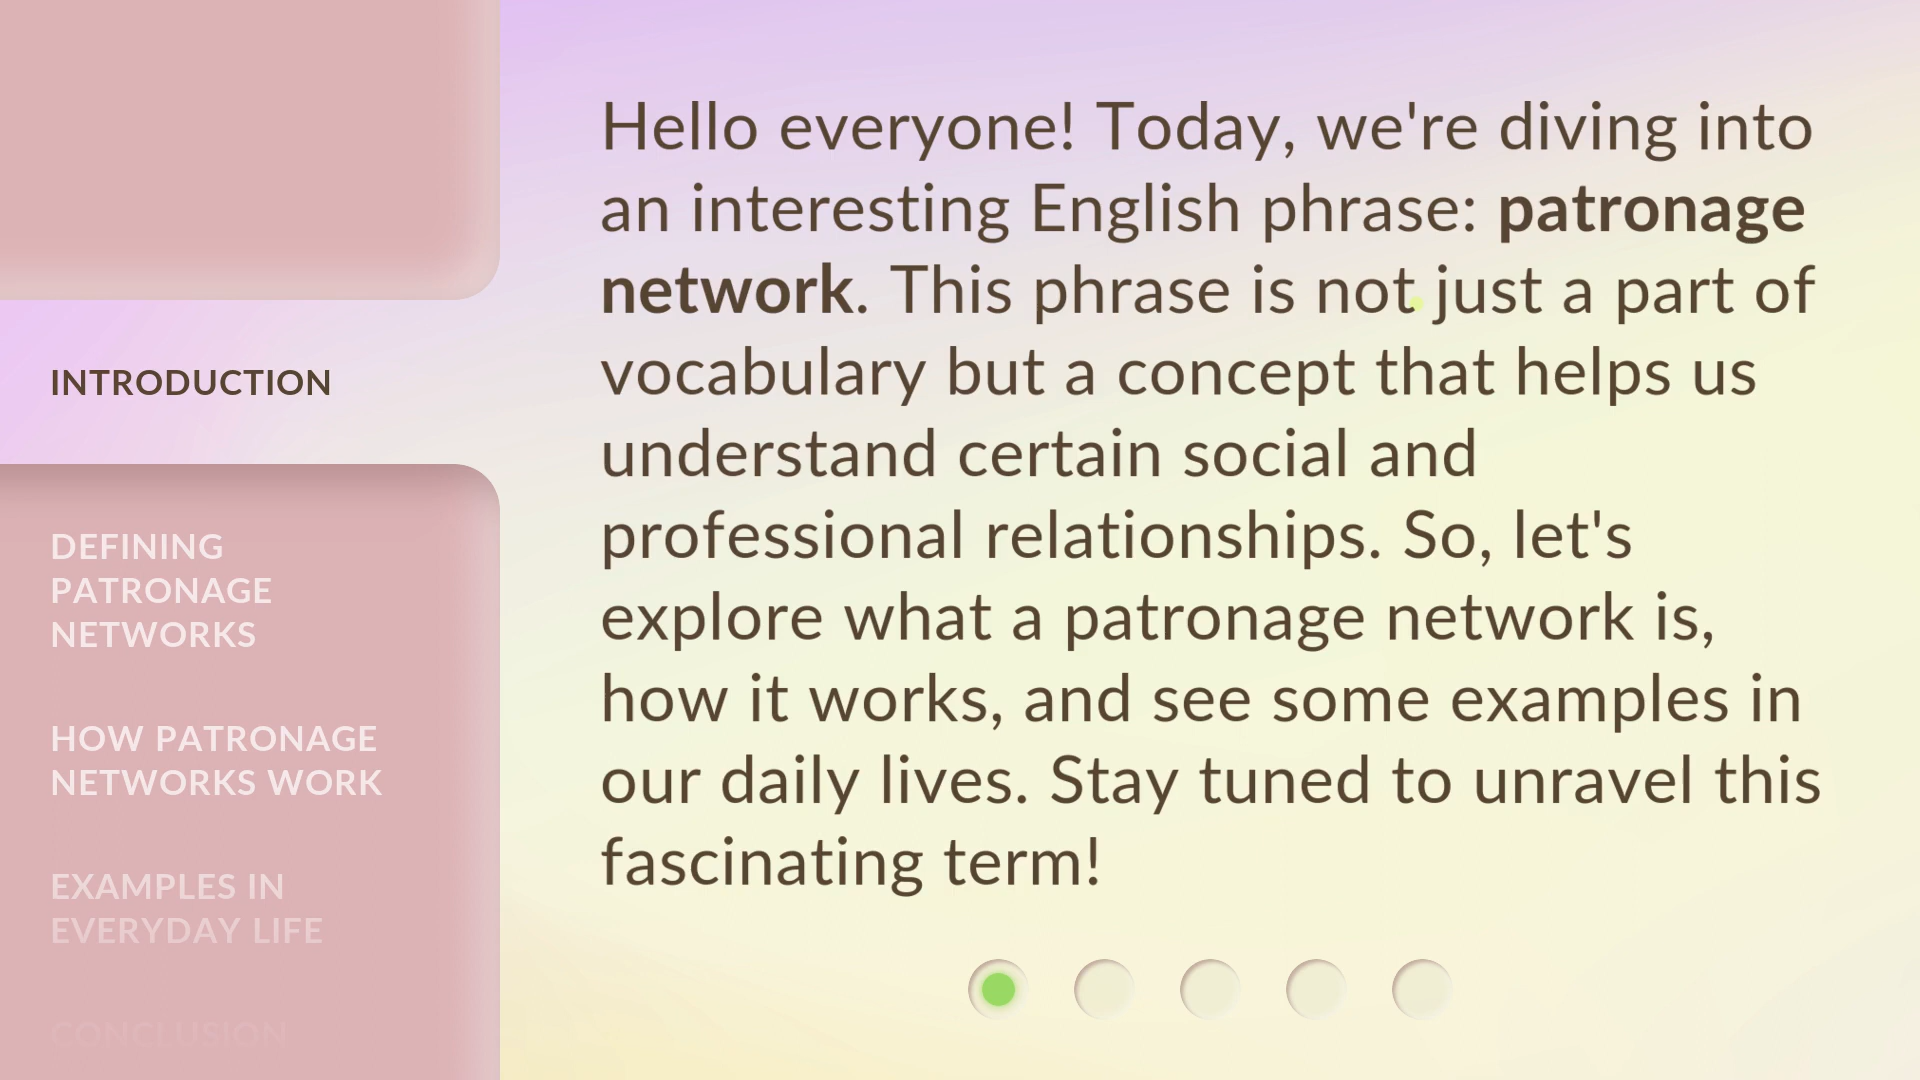 INTRODUCTION
DEFINING
PATRONAGE
NETWORKS
HOW PATRONAGE
NETWORKS WORK
EXAMPLES IN
EVERYDAY LIFE
CONCLUSION
Hello everyone! Today, we're diving into
an interesting English phrase: patronage
network. This phrase is not just a part of
vocabulary but a concept that helps us
understand certain social and
professional relationships. So, let's
explore what a patronage network is,
how it works, and see some examples in
our daily lives. Stay tuned to unravel this
fascinating term!